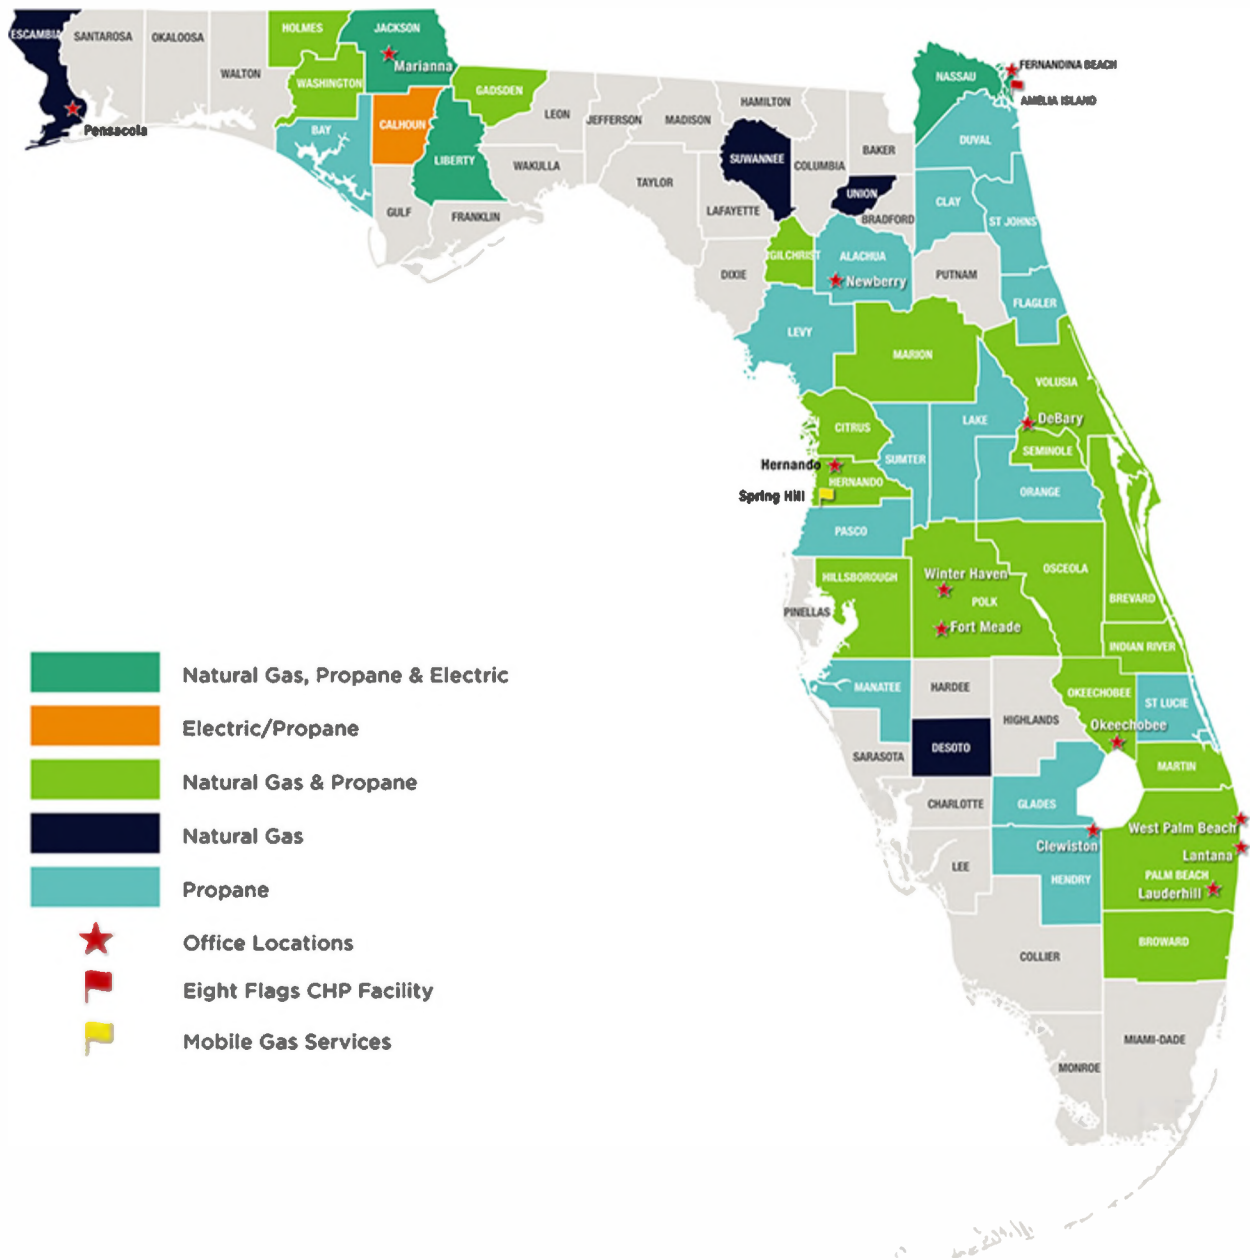 ESCAMBIA
SANTAROSA
OKALOOSA
WALTON
HOLMES
WASHINGTON
JACKSON
Marianna
BAY
CALHOUN
GADSDEN
LIBERTY
GULF
FRANKLIN
LEON
WAKULLA
JEFFERSON
MADISON
TAYLOR
HAMILTON
SUWANNEE
LAFAYETTE
DIXIE
COLUMBIA
BAKER
UNION
BRADFORD
NASSAU
FERNANDINA BEACH
AMELIA ISLAND
DUVAL
CLAY
ST JOHNS
Pensacola
GILCHRIST
ALACHUA
Newberry
PUTNAM
FLAGLER
LEVY
MARION
VOLUSIA
DeBary
CITRUS
SUMTER
LAKE
SEMINOLE
Hernando
HERNANDO
Spring Hill
ORANGE
PASCO
HILLSBOROUGH
PINELLAS
Winter Haven
POLK
Fort Meade
OSCEOLA
BREVARD
INDIAN RIVER
MANATEE
HARDEE
HIGHLANDS
OKEECHOBEE
Okeechobee
ST LUCIE
SARASOTA
DESOTO
MARTIN
CHARLOTTE
GLADES
Clewiston
West Palm Beach
Lantana
LEE
HENDRY
PALM BEACH
Lauderhill
COLLIER
BROWARD
MONROE
MIAMI-DADE
Natural Gas, Propane & Electric
Electric/Propane
Natural Gas & Propane
Natural Gas
Propane
Office Locations
Eight Flags CHP Facility
Mobile Gas Services